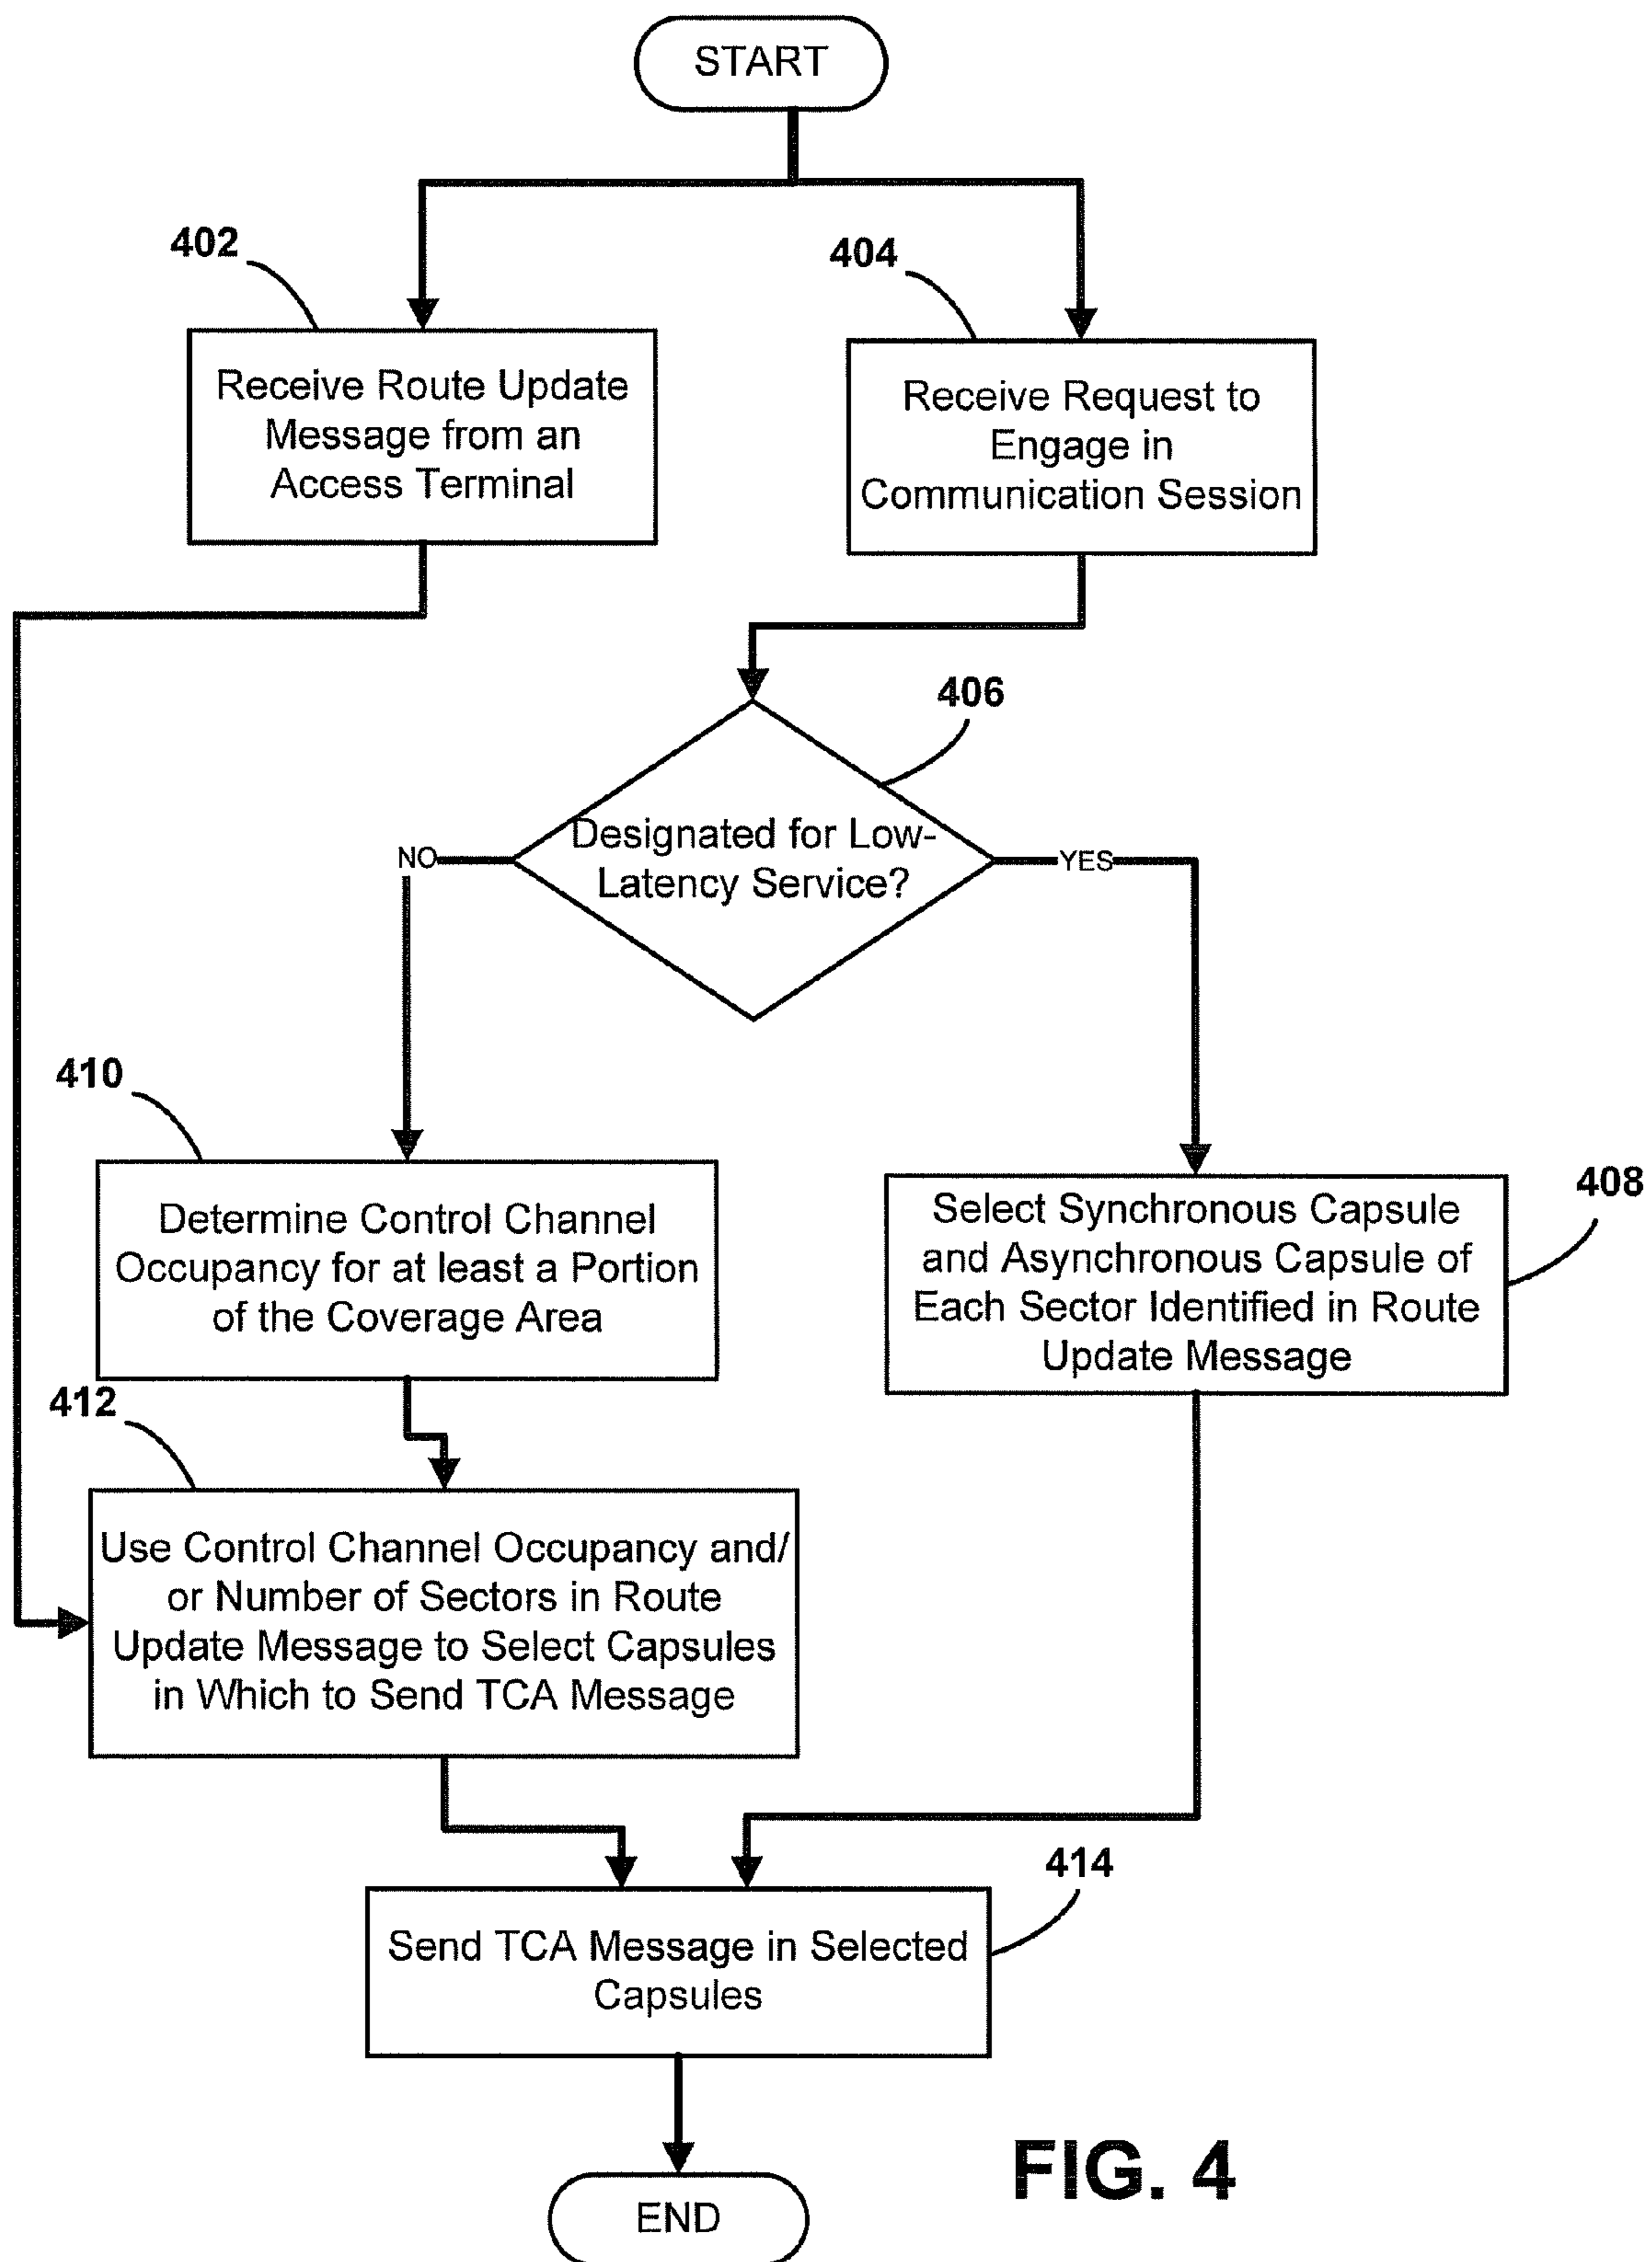 START
402
404
Receive Route Update
Message from an
Access Terminal
Receive Request to
Engage in
Communication Session
406
Designated for Low-
Latency Service?
NO
YES
410
408
Determine Control Channel
Occupancy for at least a Portion
of the Coverage Area
Select Synchronous Capsule
and Asynchronous Capsule of
Each Sector Identified in Route
Update Message
412
Use Control Channel Occupancy and/
or Number of Sectors in Route
Update Message to Select Capsules
in Which to Send TCA Message
414
Send TCA Message in Selected
Capsules
FIG. 4
END